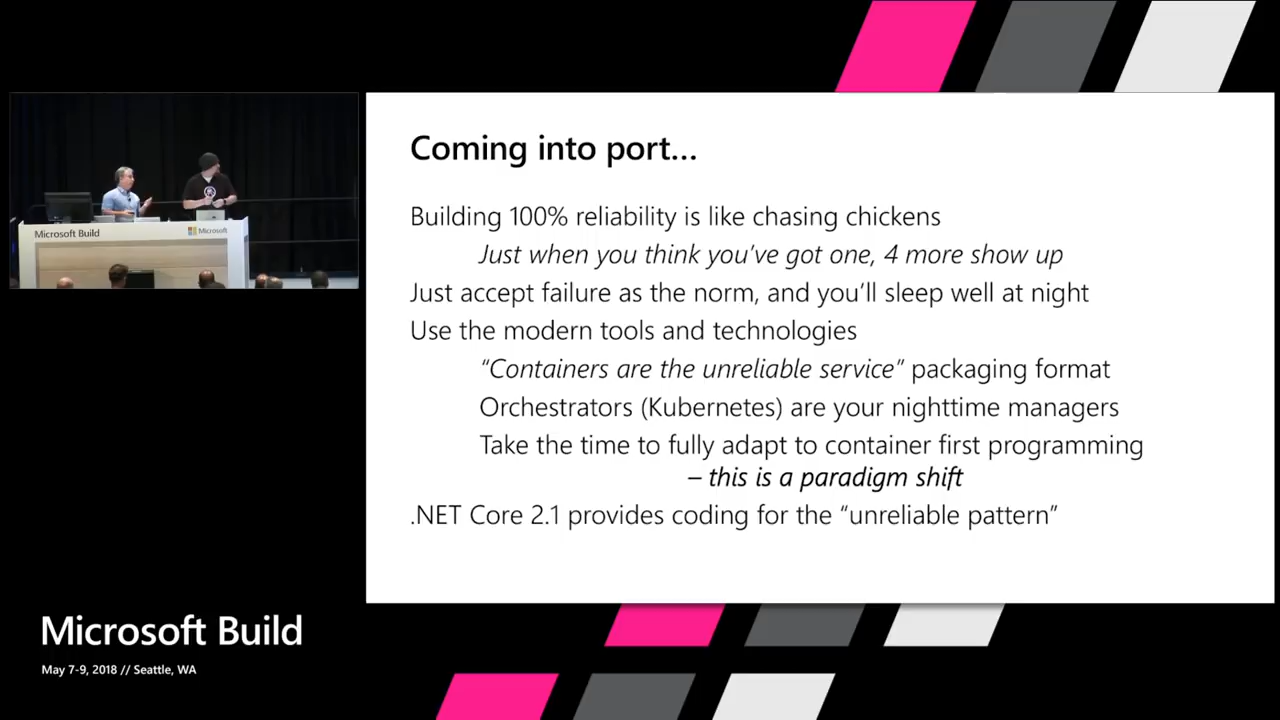 Coming into port...
Building 100% reliability is like chasing chickens
Just when you think you've got one, 4 more show up
Just accept failure as the norm, and you'll sleep well at night
Use the modern tools and technologies
“Containers are the unreliable service” packaging format
Orchestrators (Kubernetes) are your nighttime managers
Take the time to fully adapt to container first programming
– this is a paradigm shift
.NET Core 2.1 provides coding for the “unreliable pattern”
Microsoft Build
Microsoft
Microsoft Build
May 7-9, 2018 // Seattle, WA